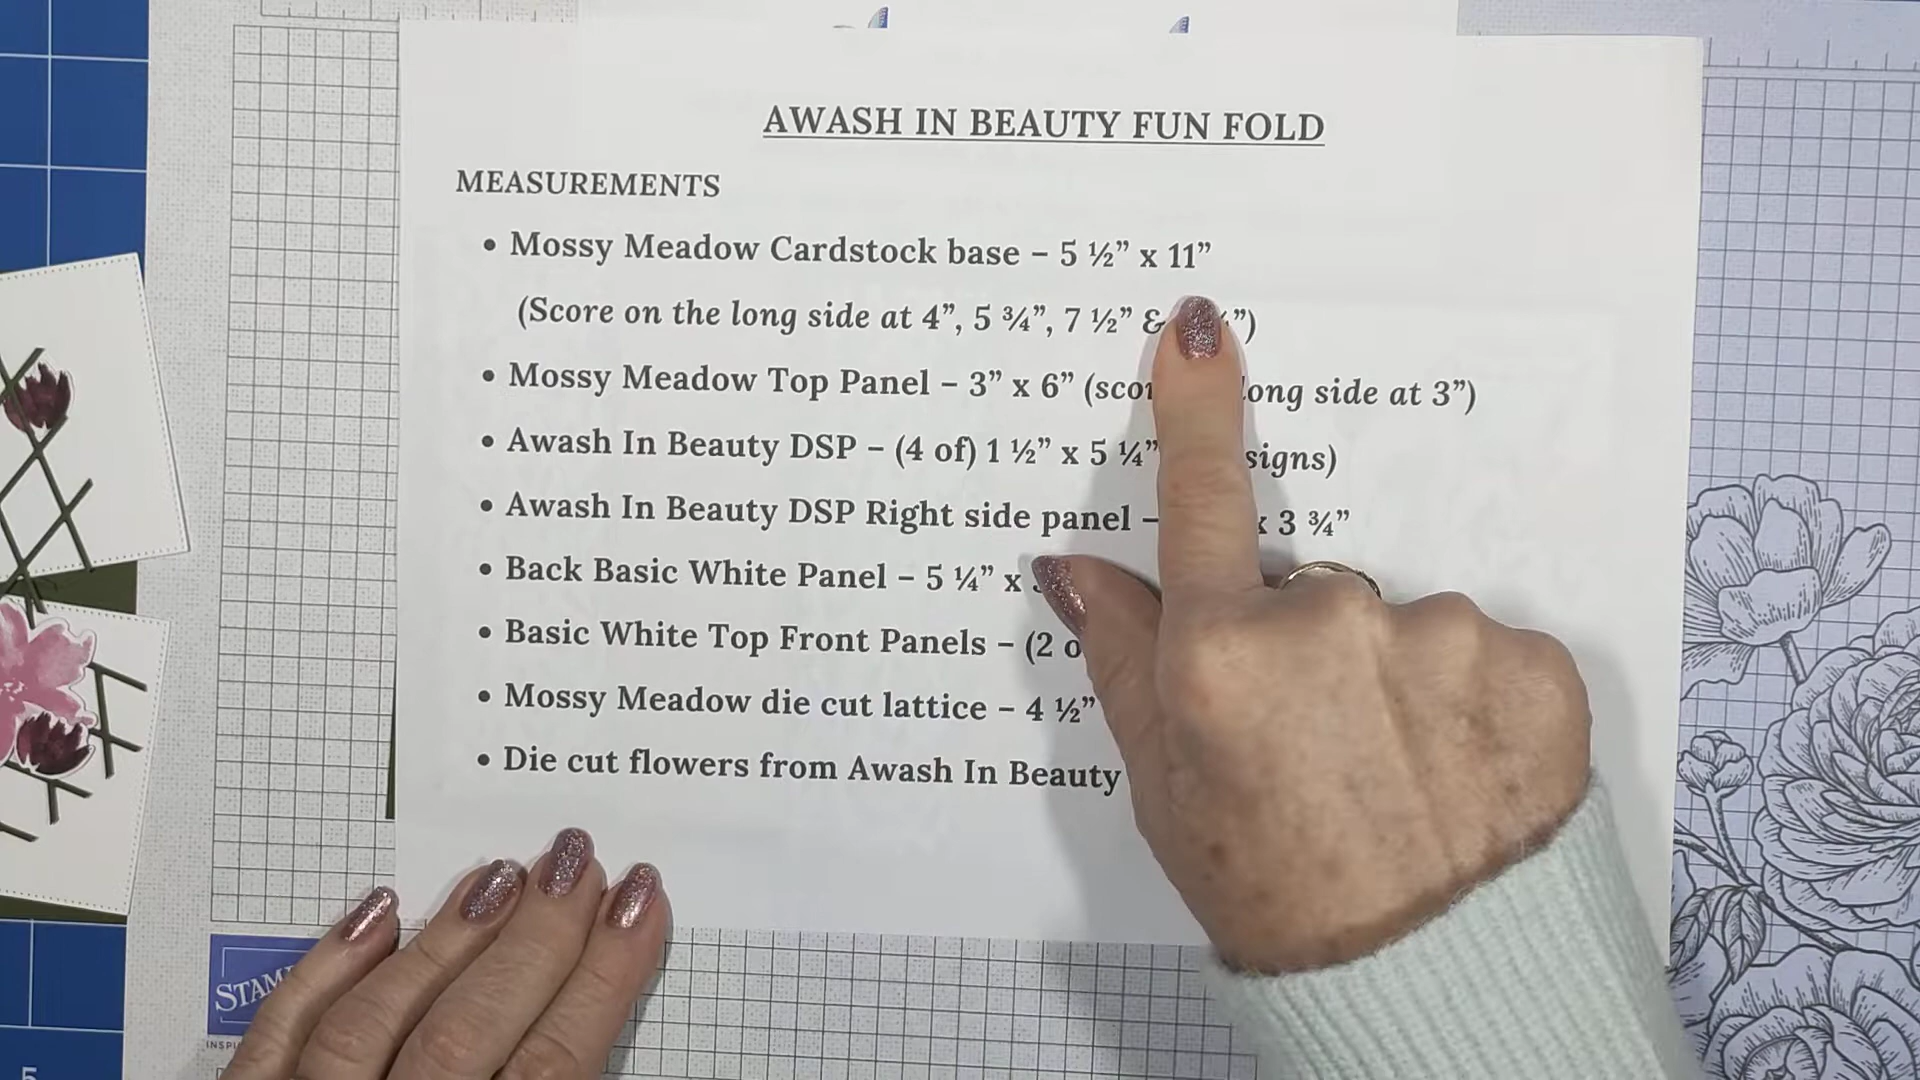 AWASH IN BEAUTY FUN FOLD
MEASUREMENTS
• Mossy Meadow Cardstock base – 5 ½” x 11”
(Score on the long side at 4”, 5 ¾”, 7 ½” & ”)
• Mossy Meadow Top Panel – 3” x 6” (long side at 3”)
• Awash In Beauty DSP – (4 of) 1 ½” x 5 ¼”
• Awash In Beauty DSP Right side panel – x 3 ¾”
• Back Basic White Panel – 5 ¼” x
• Basic White Top Front Panels – (2
• Mossy Meadow die cut lattice – 4 ½”
• Die cut flowers from Awash In Beauty
5